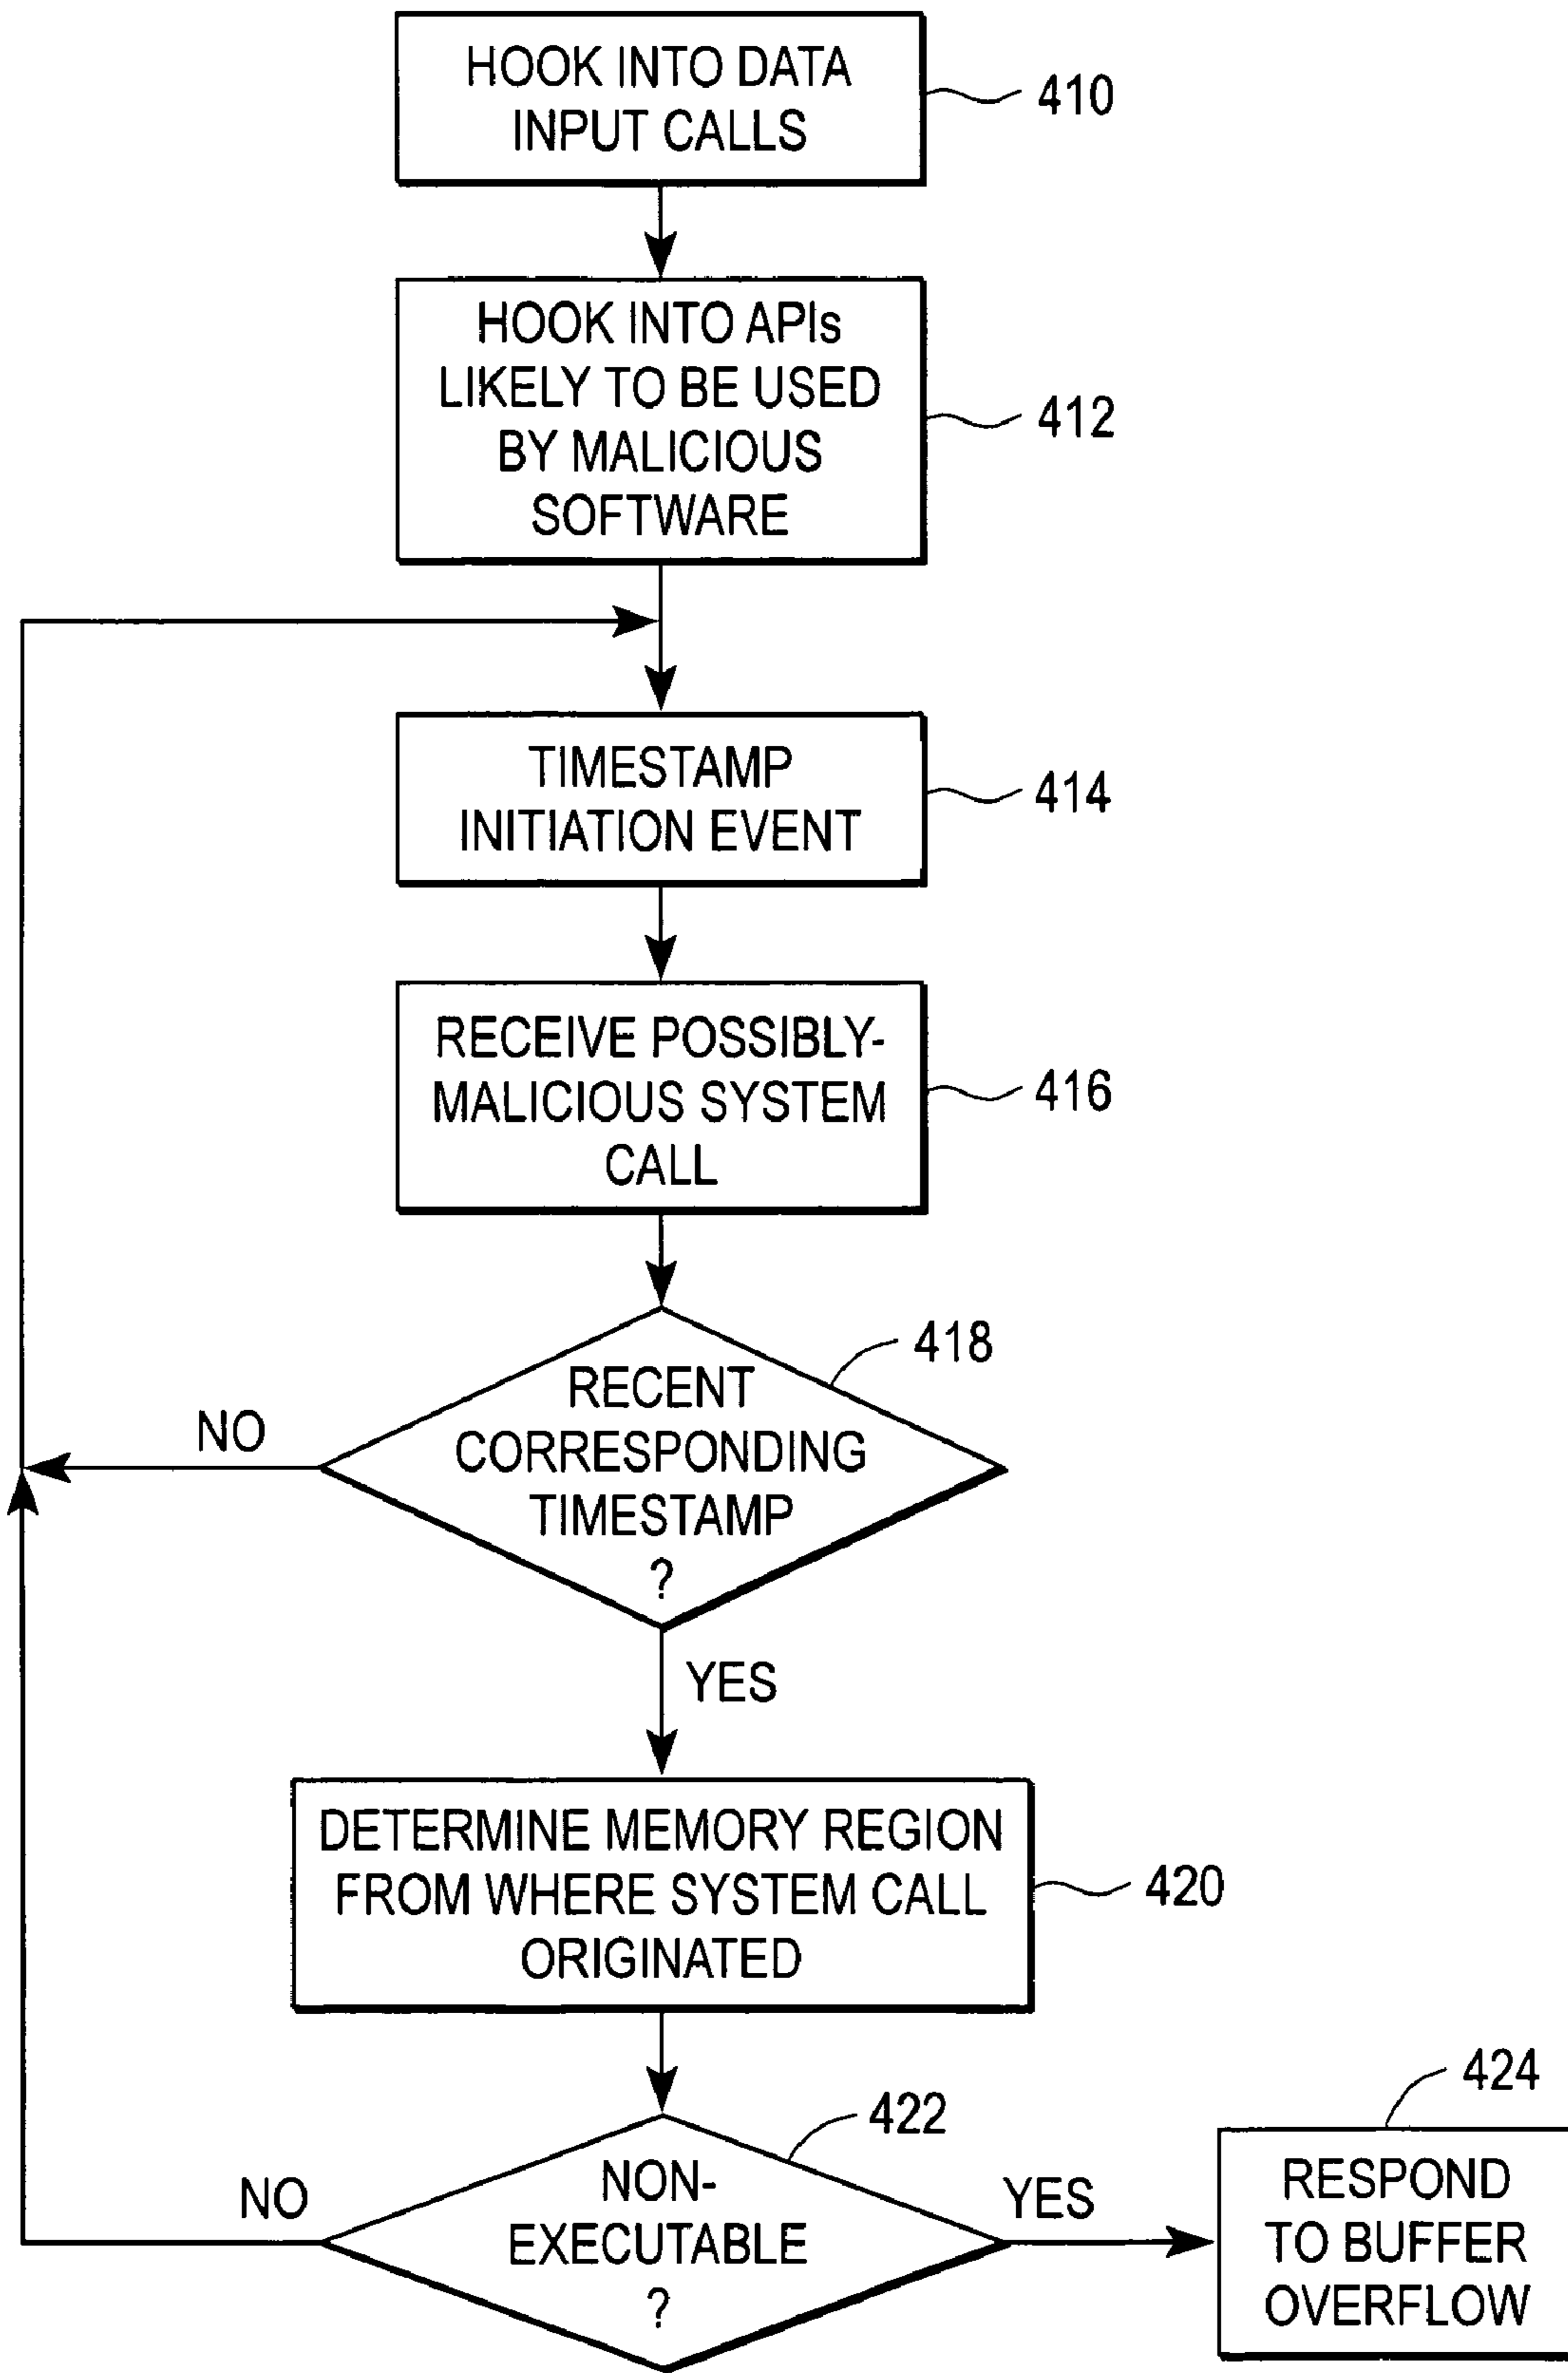 HOOK INTO DATA
INPUT CALLS
410
HOOK INTO APIs
LIKELY TO BE USED
BY MALICIOUS
SOFTWARE
412
TIMESTAMP
INITIATION EVENT
414
RECEIVE POSSIBLY-
MALICIOUS SYSTEM
CALL
416
418
RECENT
CORRESPONDING
TIMESTAMP
?
NO
YES
DETERMINE MEMORY REGION
FROM WHERE SYSTEM CALL
ORIGINATED
420
422
NON-
EXECUTABLE
?
NO
YES
424
RESPOND
TO BUFFER
OVERFLOW